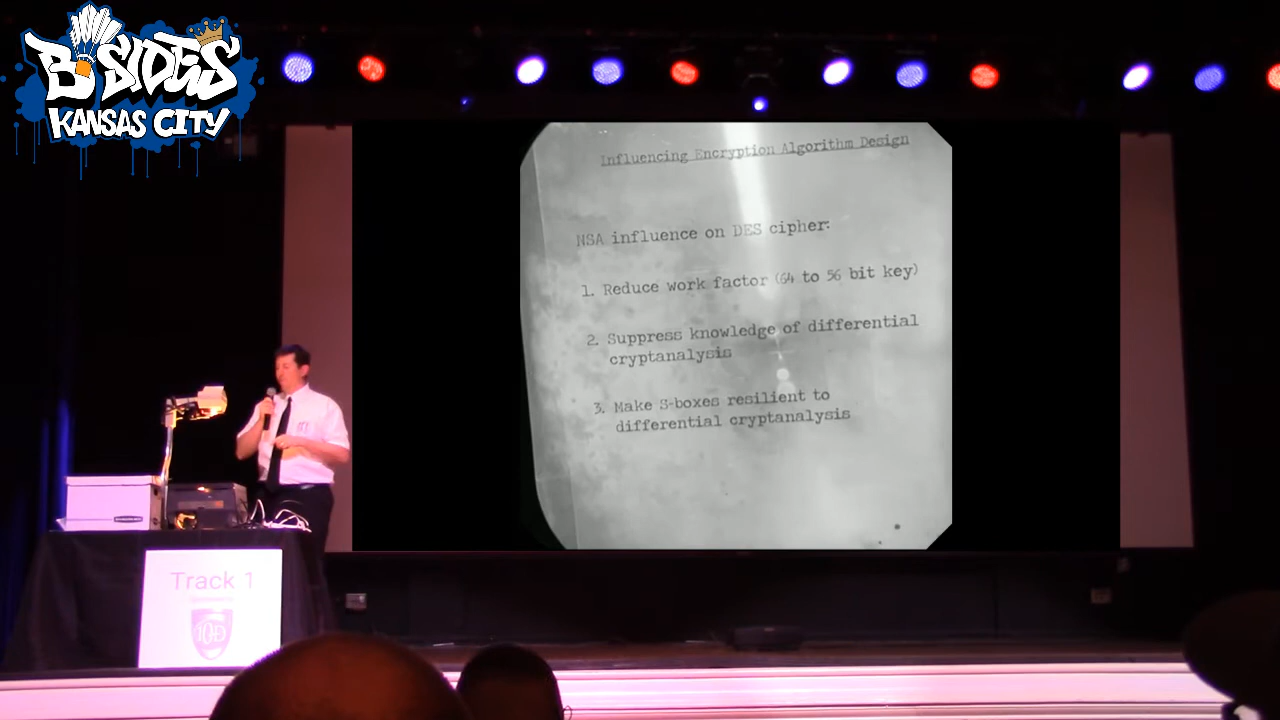 B·SIDES
KANSAS CITY
Influencing Encryption Algorithm Design
NSA influence on DES cipher:
1. Reduce work factor (64 to 56 bit key)
2. Suppress knowledge of differential
cryptanalysis
3. Make S-boxes resilient to
differential cryptanalysis
Track 1